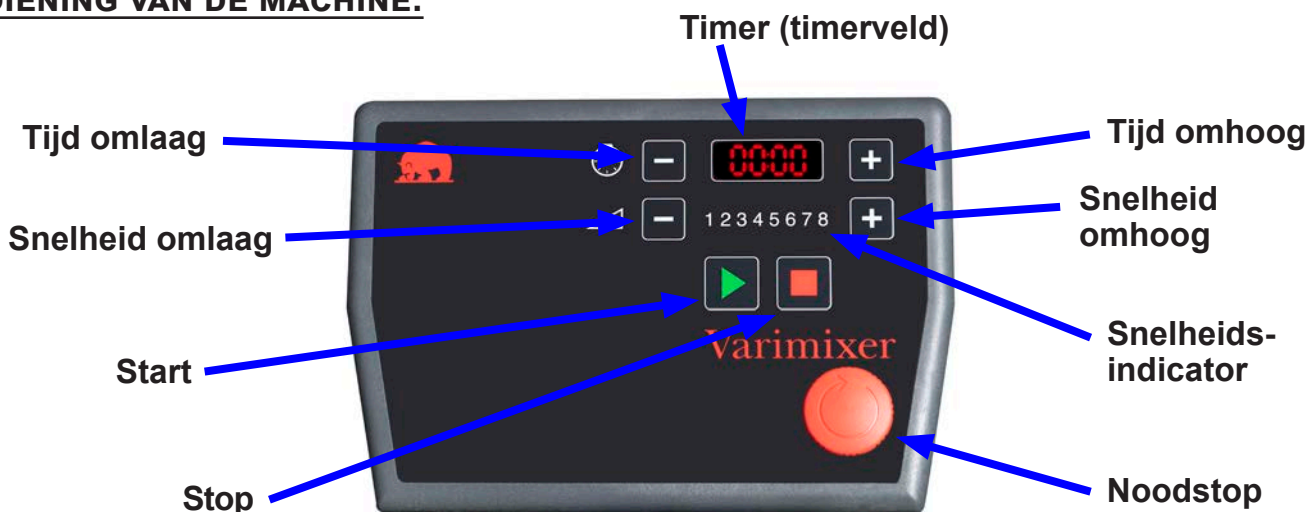 VAN DE MACHINE:
Timer (timerveld)
Tijd omlaag
0000
Tijd omhoog
Snelheid omlaag
12345678
Snelheid
omhoog
Varimixer
Start
Snelheids-
indicator
Stop
Noodstop